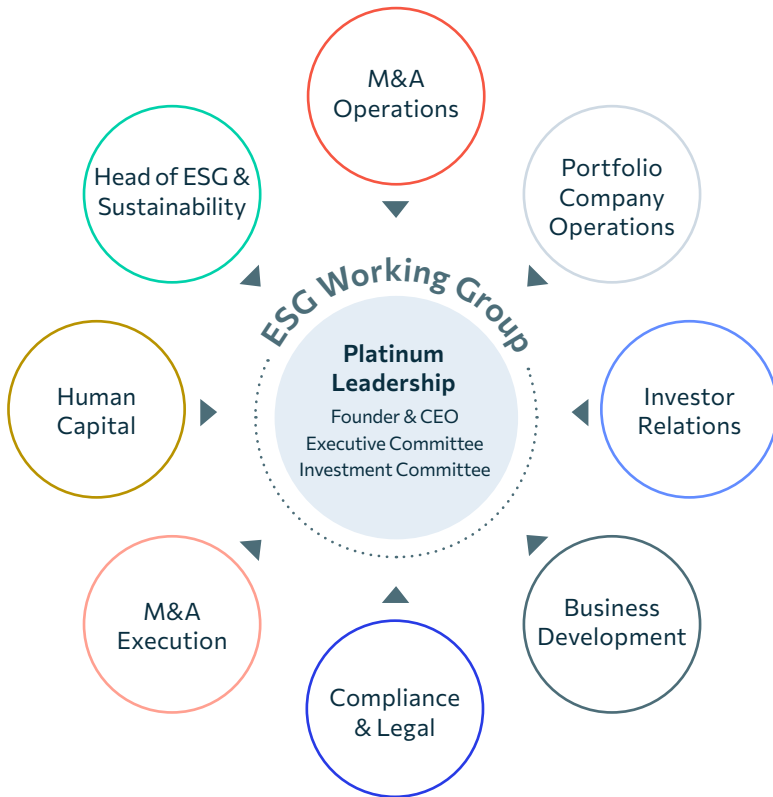 M&A
Operations
Head of ESG &
Sustainability
Portfolio
Company
Operations
ESG Working Group
Platinum
Leadership
Founder & CEO
Executive Committee
Investment Committee
Human
Capital
Investor
Relations
M&A
Execution
Business
Development
Compliance
& Legal